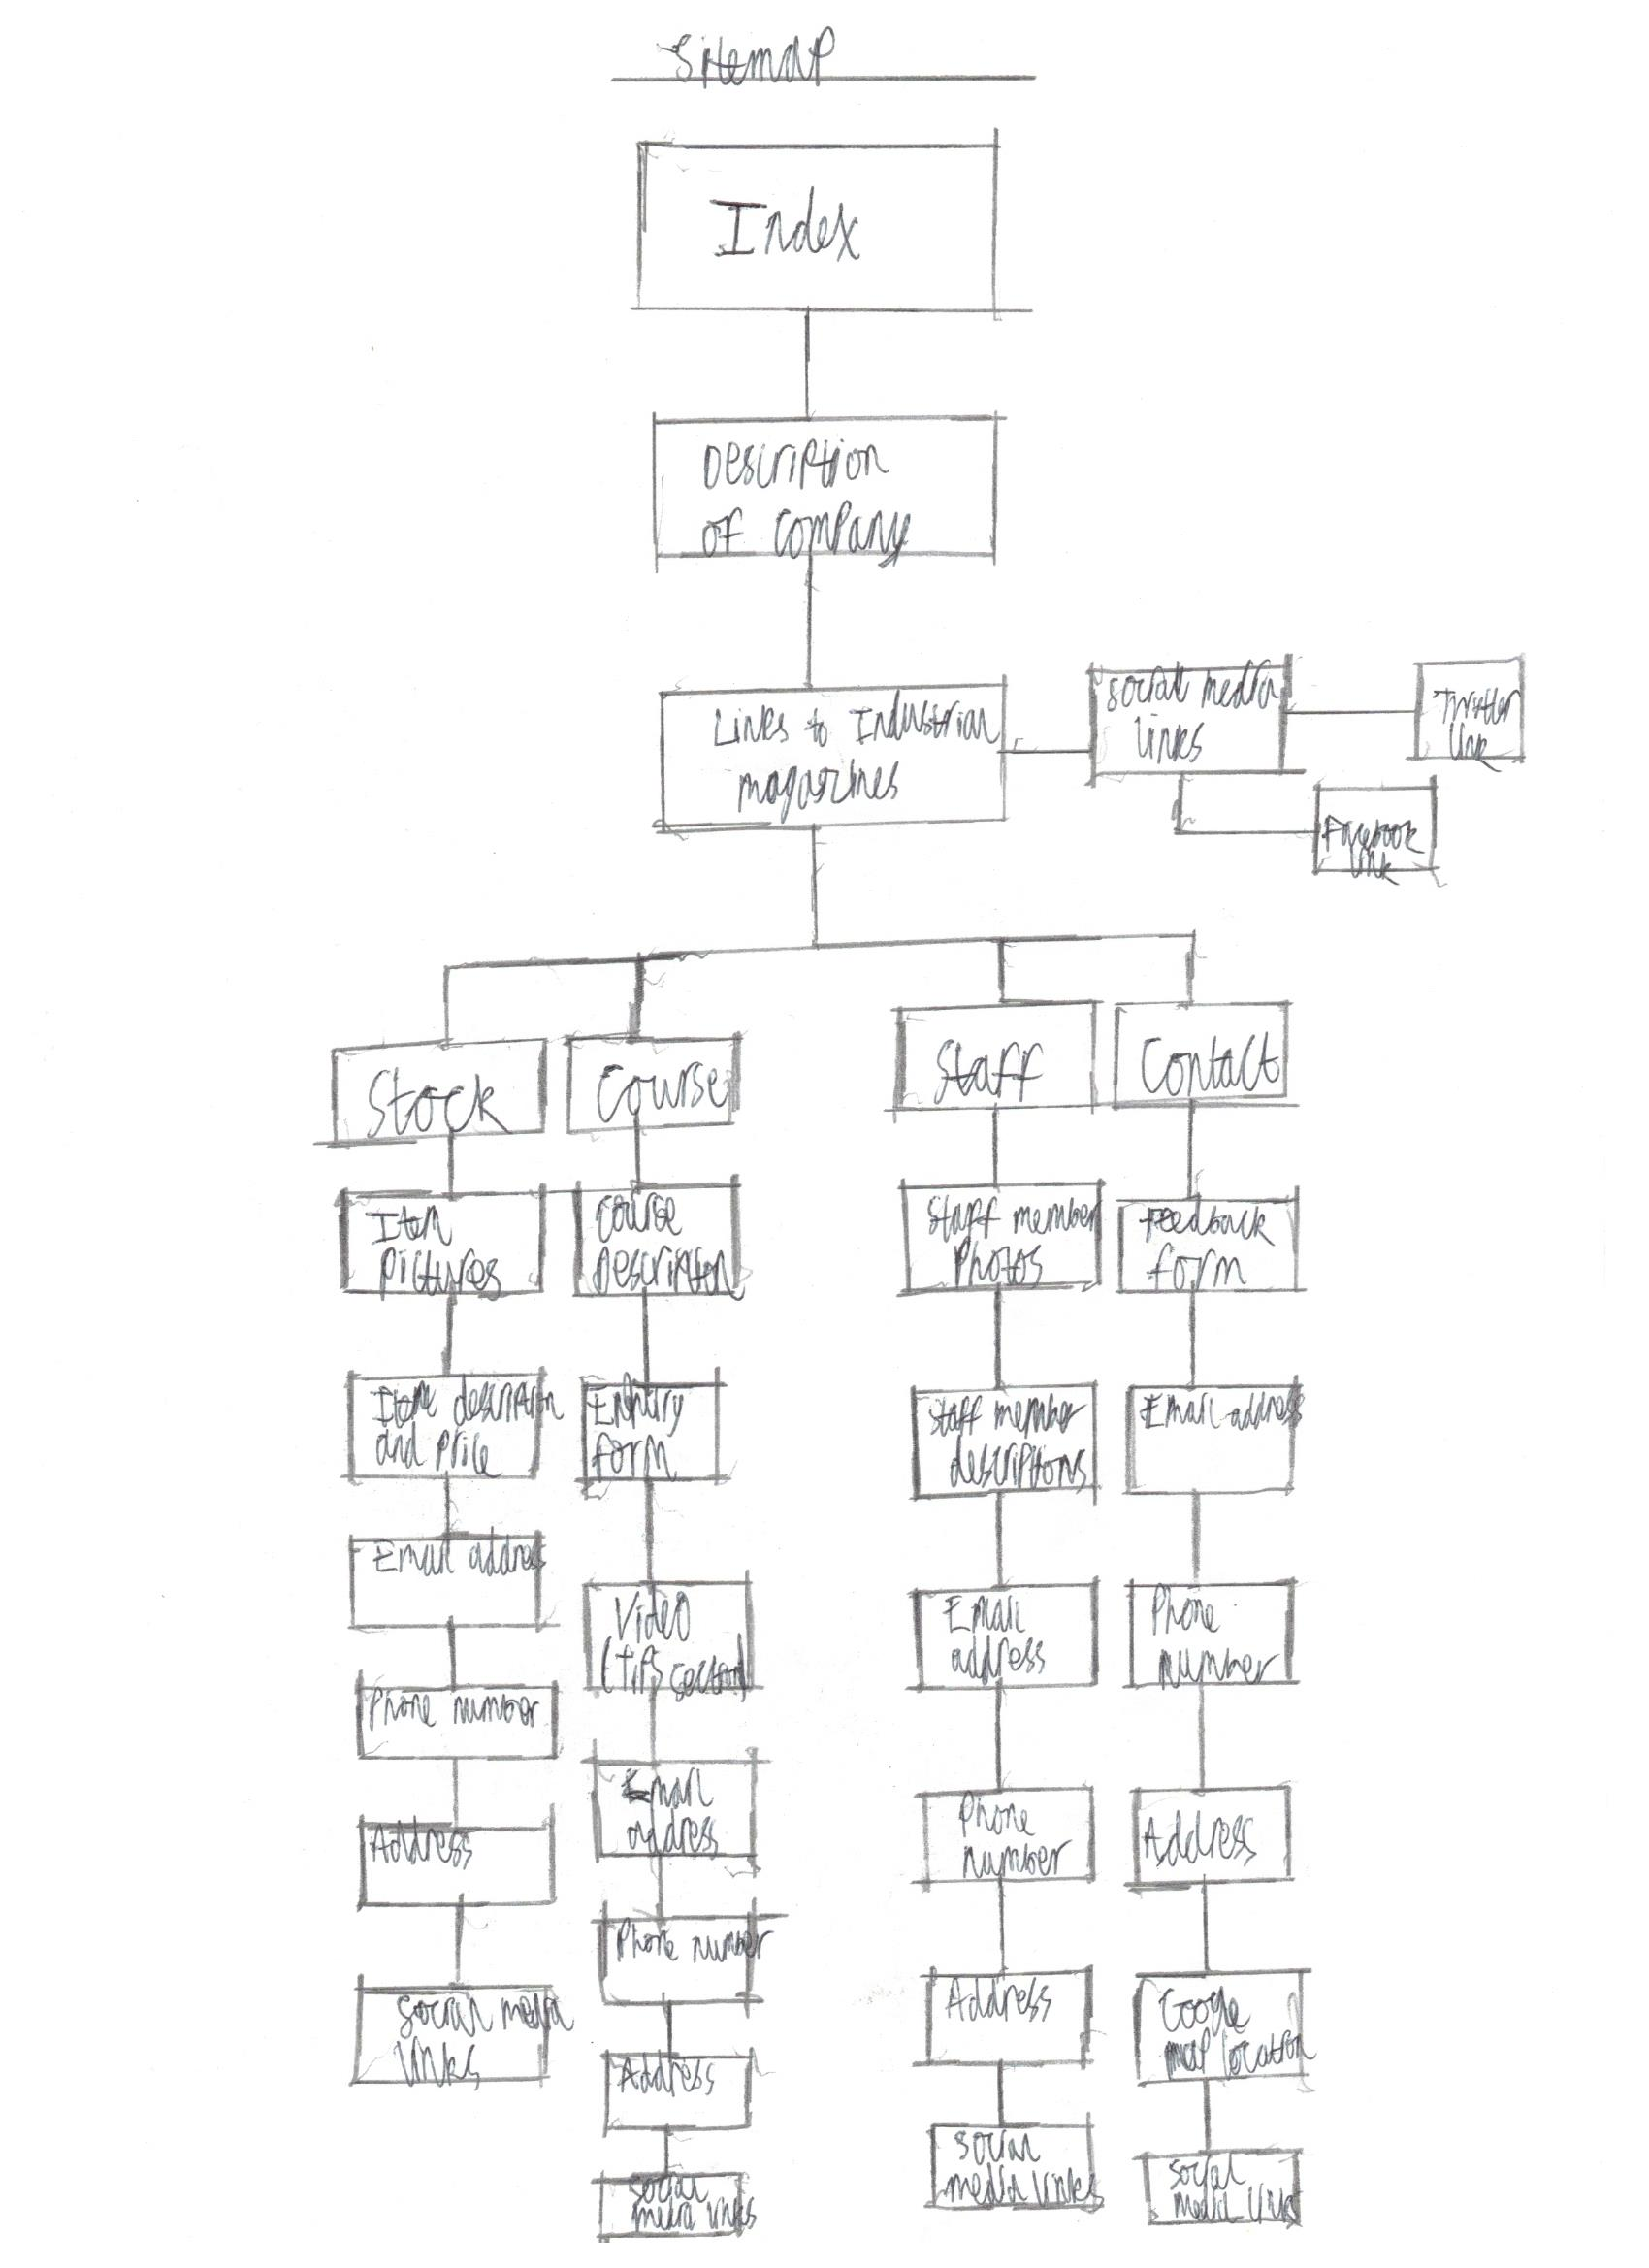 Sitemap
Index
Description
of company
Links to Industrial
magazines
social media
links
Twitter
link
Facebook
link
Stock
Course
Staff
Contact
Item
pictures
Course
Description
Staff member
Photos
Feedback
form
Item description
and price
form
Staff member
descriptions
Email address
Email address
Video
(tips section)
Email
address
Phone
number
Phone number
Email
address
Phone
number
Address
Address
Phone number
Address
Google
map location
Social media
links
Address
social
media links
social
media links
social
media links